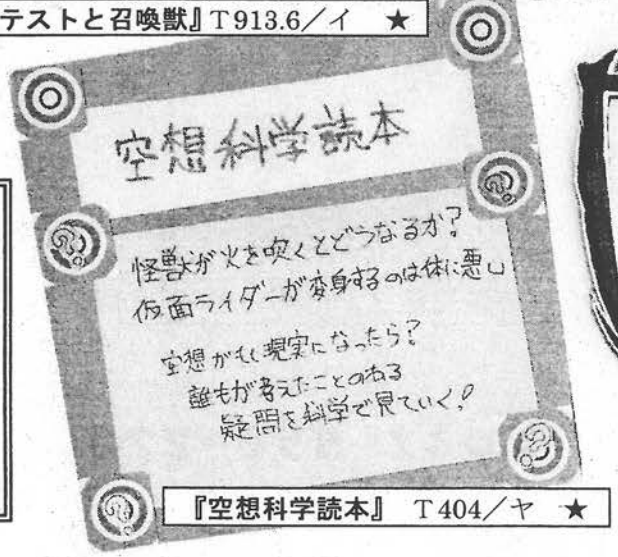 テストと召喚獣』T913.6／イ ★
空想科学読本
怪獣が火を吹くとどうなるか?
仮面ライダーが変身するのは体に悪い
空想がもし現実になったら?
誰もが考えたことのある
疑問を科学で見ていく!
『空想科学読本』 T404／ヤ ★